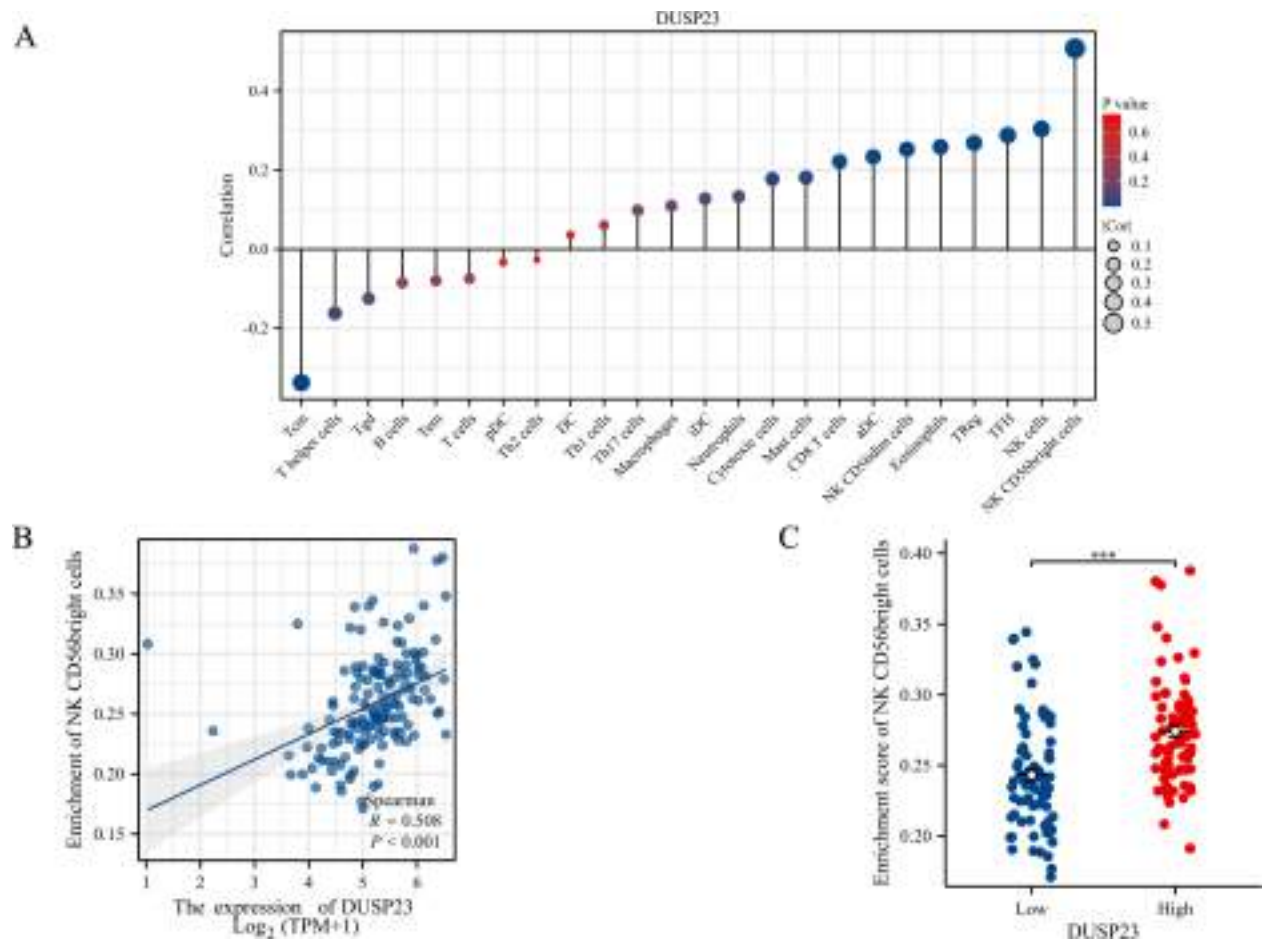 A
DUSP23
Correlation
0.4
0.2
0.0
-0.2
P value
0.6
0.4
0.2
|Cor|
0.1
0.2
0.3
0.4
0.5
Tcm
T helper cells
Tgd
B cells
Tem
T cells
pDC
Th2 cells
DC
Th1 cells
Th17 cells
Macrophages
iDC
Neutrophils
Cytotoxic cells
Mast cells
CD8 T cells
aDC
NK CD56dim cells
Eosinophils
TReg
TFH
NK cells
NK CD56bright cells
B
Enrichment of NK CD56bright cells
0.35
0.30
0.25
0.20
0.15
Spearman
R = 0.508
P < 0.001
1 2 3 4 5 6
The expression of DUSP23
Log2 (TPM+1)
C
Enrichment score of NK CD56bright cells
0.40
0.35
0.30
0.25
0.20
***
Low High
DUSP23